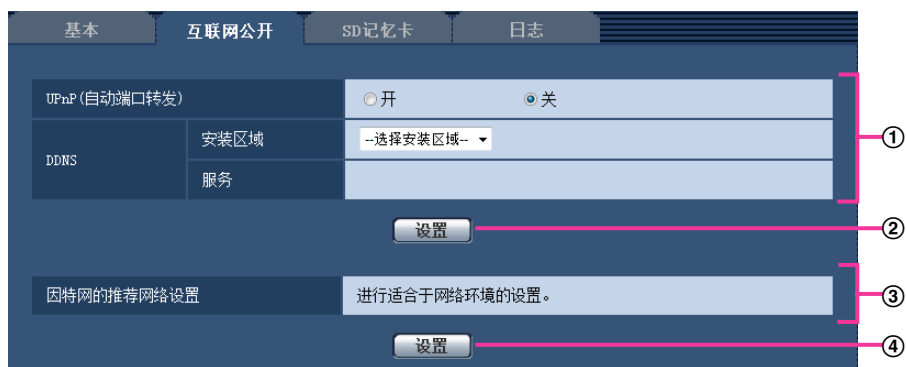 基本 互联网公开 SD记忆卡 日志
UPnP(自动端口转发) 开 关 ①
DDNS 安装区域 --选择安装区域--
服务
设置 ②
因特网的推荐网络设置 进行适合于网络环境的设置。 ③
设置 ④